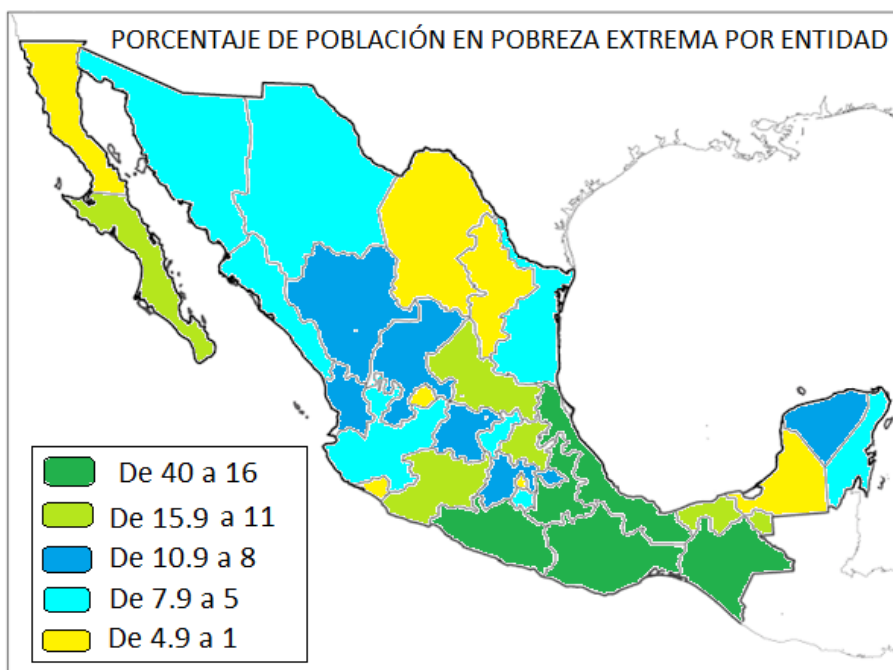 PORCENTAJE DE POBLACIÓN EN POBREZA EXTREMA POR ENTIDAD
De 40 a 16
De 15.9 a 11
De 10.9 a 8
De 7.9 a 5
De 4.9 a 1